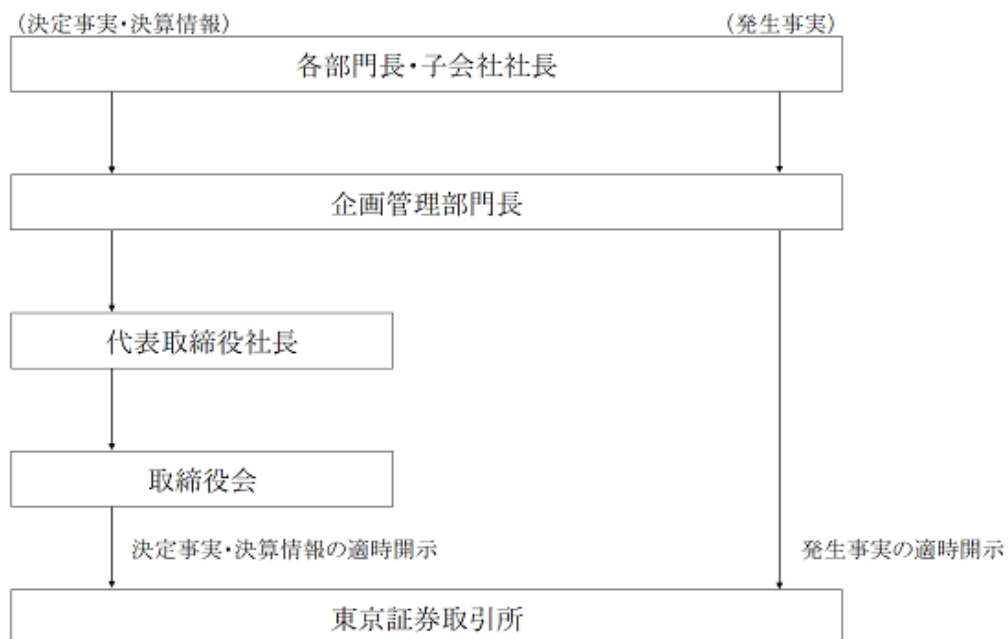 (決定事実・決算情報)
(発生事実)
各部門長・子会社社長
企画管理部門長
代表取締役社長
取締役会
決定事実・決算情報の適時開示
発生事実の適時開示
東京証券取引所